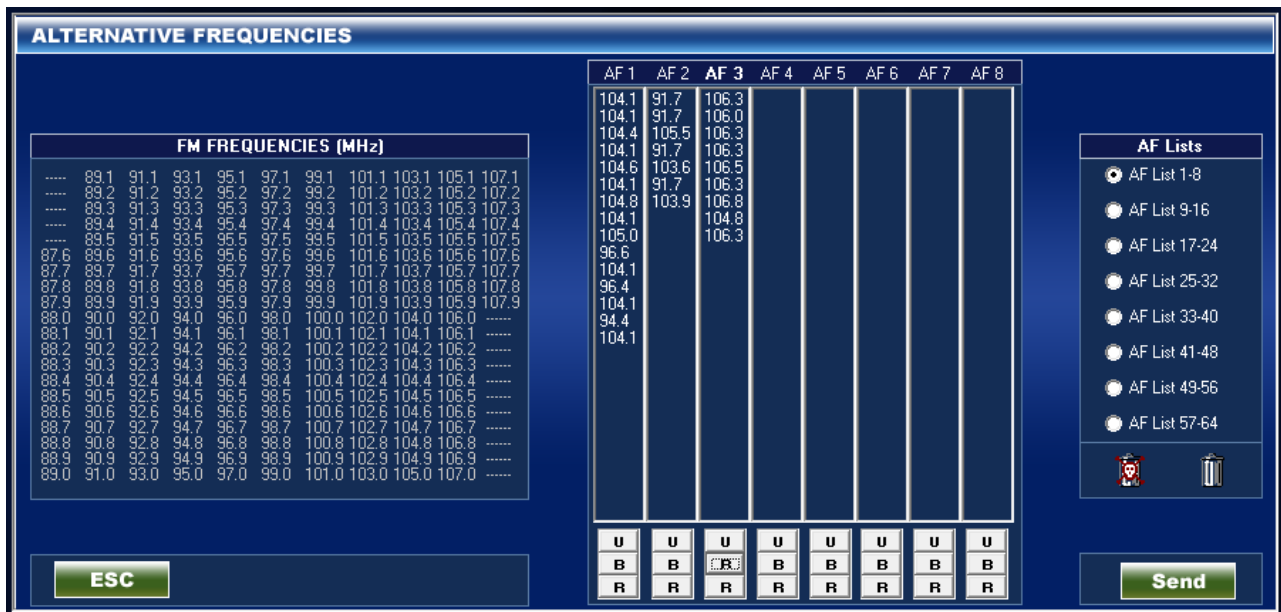 ALTERNATIVE FREQUENCIES
AF 1 AF 2 AF 3 AF 4 AF 5 AF 6 AF 7 AF 8
104.1 91.7 106.3
104.1 91.7 106.0
104.4 105.5 106.3
104.1 91.7 106.3
104.6 103.6 106.5
104.1 91.7 106.3
104.8 103.9 106.8
104.1 104.8
105.0 106.3
96.6
104.1
96.4
104.1
94.4
104.1
FM FREQUENCIES (MHz)
----- 89.1 91.1 93.1 95.1 97.1 99.1 101.1 103.1 105.1 107.1
----- 89.2 91.2 93.2 95.2 97.2 99.2 101.2 103.2 105.2 107.2
----- 89.3 91.3 93.3 95.3 97.3 99.3 101.3 103.3 105.3 107.3
----- 89.4 91.4 93.4 95.4 97.4 99.4 101.4 103.4 105.4 107.4
----- 89.5 91.5 93.5 95.5 97.5 99.5 101.5 103.5 105.5 107.5
87.6 89.6 91.6 93.6 95.6 97.6 99.6 101.6 103.6 105.6 107.6
87.7 89.7 91.7 93.7 95.7 97.7 99.7 101.7 103.7 105.7 107.7
87.8 89.8 91.8 93.8 95.8 97.8 99.8 101.8 103.8 105.8 107.8
87.9 89.9 91.9 93.9 95.9 97.9 99.9 101.9 103.9 105.9 107.9
88.0 90.0 92.0 94.0 96.0 98.0 100.0 102.0 104.0 106.0 ------
88.1 90.1 92.1 94.1 96.1 98.1 100.1 102.1 104.1 106.1 ------
88.2 90.2 92.2 94.2 96.2 98.2 100.2 102.2 104.2 106.2 ------
88.3 90.3 92.3 94.3 96.3 98.3 100.3 102.3 104.3 106.3 ------
88.4 90.4 92.4 94.4 96.4 98.4 100.4 102.4 104.4 106.4 ------
88.5 90.5 92.5 94.5 96.5 98.5 100.5 102.5 104.5 106.5 ------
88.6 90.6 92.6 94.6 96.6 98.6 100.6 102.6 104.6 106.6 ------
88.7 90.7 92.7 94.7 96.7 98.7 100.7 102.7 104.7 106.7 ------
88.8 90.8 92.8 94.8 96.8 98.8 100.8 102.8 104.8 106.8 ------
88.9 90.9 92.9 94.9 96.9 98.9 100.9 102.9 104.9 106.9 ------
89.0 91.0 93.0 95.0 97.0 99.0 101.0 103.0 105.0 107.0 ------
AF Lists
AF List 1-8
AF List 9-16
AF List 17-24
AF List 25-32
AF List 33-40
AF List 41-48
AF List 49-56
AF List 57-64
U U U U U U U U
B B B B B B B B
R R R R R R R R
ESC
Send